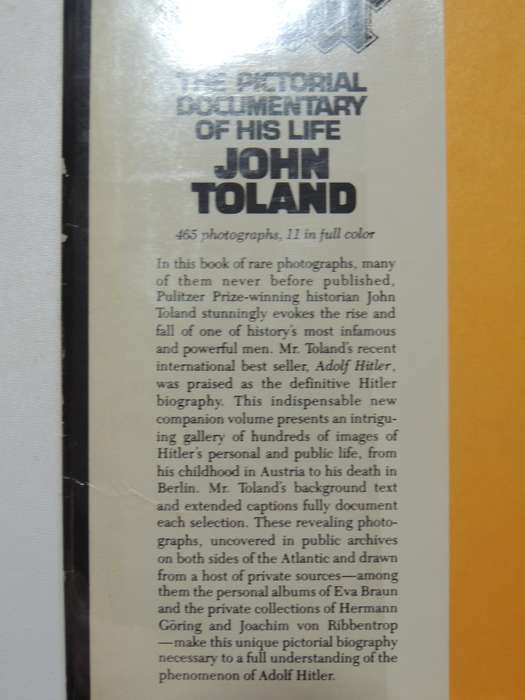 THE PICTORIAL
DOCUMENTARY
OF HIS LIFE
JOHN
TOLAND
465 photographs, 11 in full color
In this book of rare photographs, many
of them never before published,
Pulitzer Prize-winning historian John
Toland stunningly evokes the rise and
fall of one of history's most infamous
and powerful men. Mr. Toland's recent
international best seller, Adolf Hitler,
was praised as the definitive Hitler
biography. This indispensable new
companion volume presents an intrigu-
ing gallery of hundreds of images of
Hitler's personal and public life, from
his childhood in Austria to his death in
Berlin. Mr. Toland's background text
and extended captions fully document
each selection. These revealing photo-
graphs, uncovered in public archives
on both sides of the Atlantic and drawn
from a host of private sources—among
them the personal albums of Eva Braun
and the private collections of Hermann
Göring and Joachim von Ribbentrop
—make this unique pictorial biography
necessary to a full understanding of the
phenomenon of Adolf Hitler.